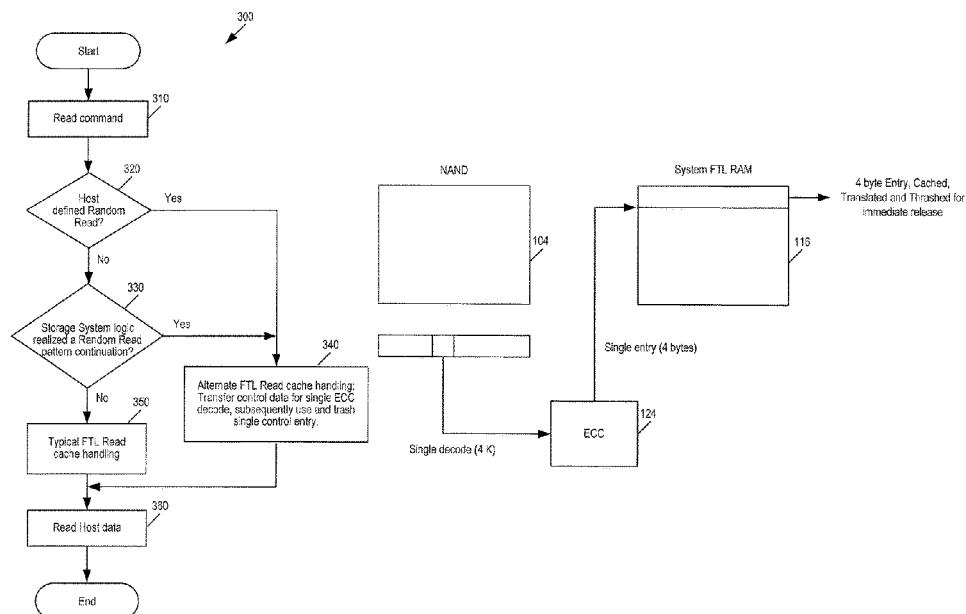 300
Start
310
Read command
320
Host
defined Random
Read?
Yes
No
330
Storage System logic
realized a Random Read
pattern continuation?
Yes
No
340
Alternate FTL Read cache handling:
Transfer control data for single ECC
decode, subsequently use and trash
single control entry.
350
Typical FTL Read
cache handling
360
Read Host data
End
NAND
104
Single decode (4 K)
ECC
124
Single entry (4 bytes)
System FTL RAM
116
4 byte Entry, Cached,
Translated and Thrashed for
immediate release